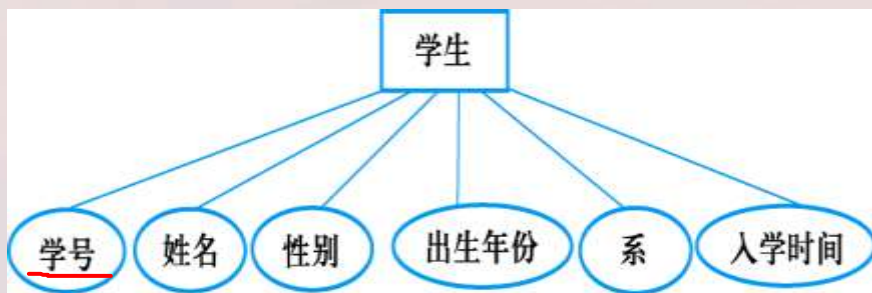 学生
学号
姓名
性别
出生年份
系
入学时间